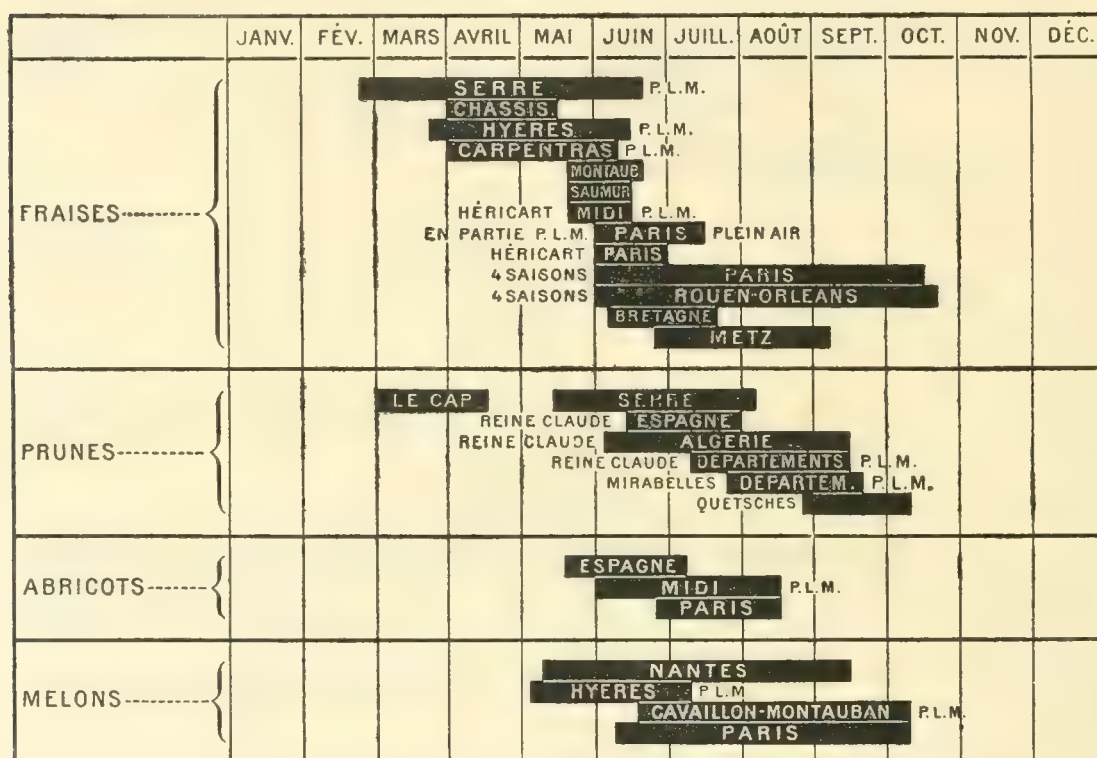 JANV. FÉV. MARS AVRIL MAI JUIN JUILL. AOÛT SEPT. OCT. NOV. DÉC.
SERRE P.L.M.
CHASSIS.
HYERES P.L.M.
CARPENTRAS P.L.M.
MONTAUB
SAUMUR
FRAISES
HÉRICART MIDI P.L.M.
EN PARTIE P.L.M. PARIS PLEIN AIR
HÉRICART PARIS
4 SAISONS PARIS
4 SAISONS ROUEN-ORLEANS
BRETAGNE
METZ
LE CAP SERRE
REINE CLAUDE ESPAGNE
REINE CLAUDE ALGERIE
PRUNES
REINE CLAUDE DÉPARTEMENTS P.L.M.
MIRABELLES DÉPARTEM. P.L.M.
QUETSCHES
ESPAGNE
ABRICOTS
MIDI P.L.M.
PARIS
NANTES
MELONS
HYERES P.L.M
CAVAILLON-MONTAUBAN P.L.M.
PARIS